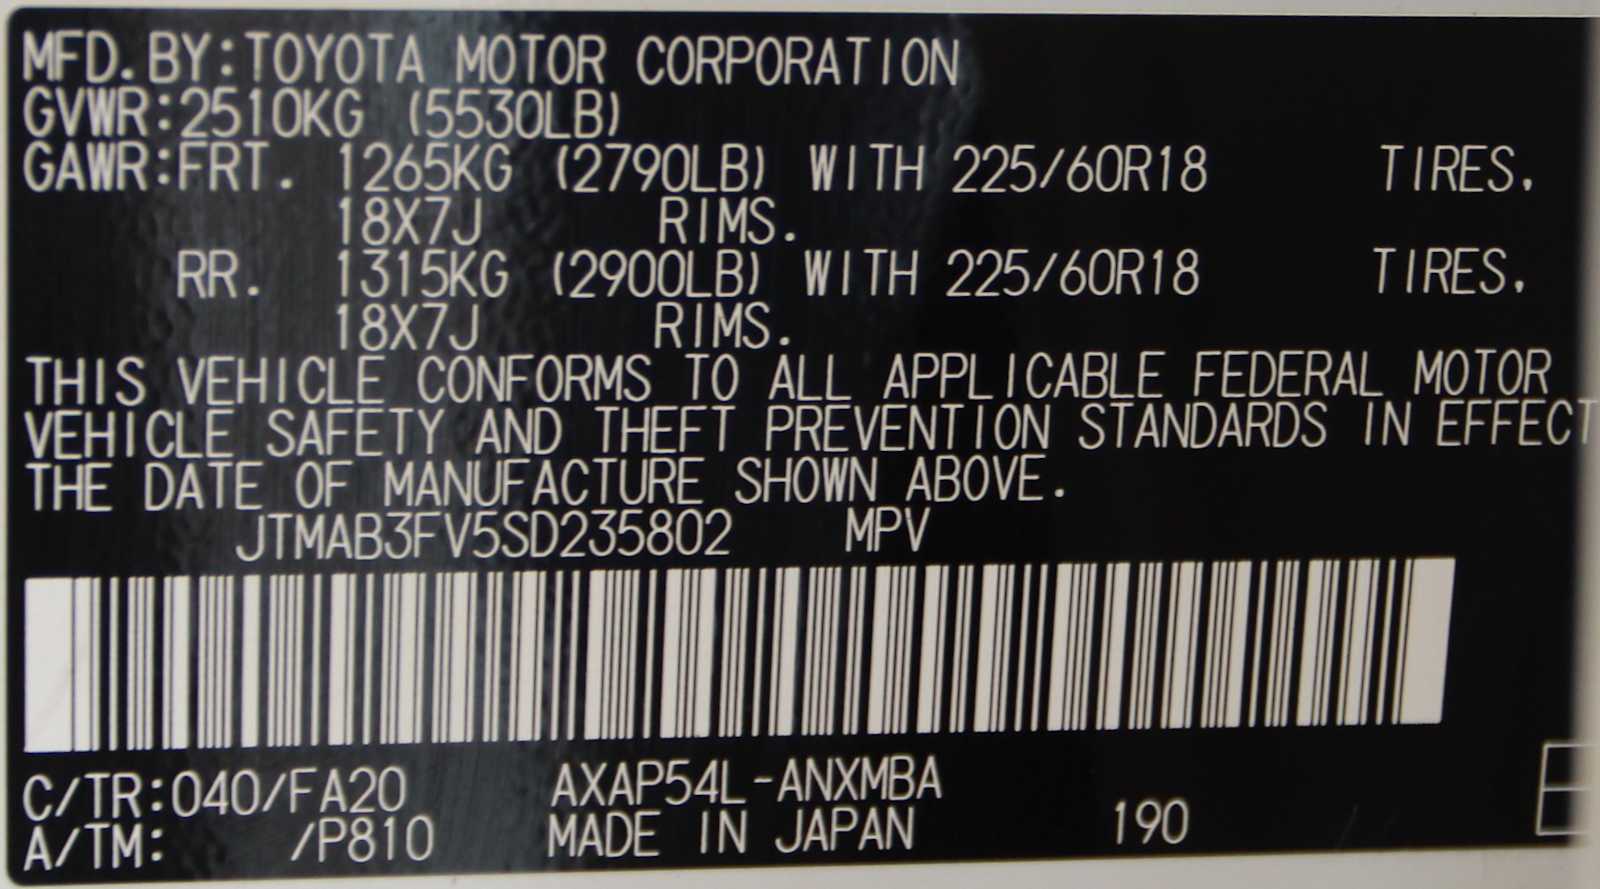 MFD.BY:TOYOTA MOTOR CORPORATION
GVWR:2510KG (5530LB)
GAWR:FRT. 1265KG (2790LB) WITH 225/60R18 TIRES,
18X7J RIMS.
RR. 1315KG (2900LB) WITH 225/60R18 TIRES,
18X7J RIMS.
THIS VEHICLE CONFORMS TO ALL APPLICABLE FEDERAL MOTOR
VEHICLE SAFETY AND THEFT PREVENTION STANDARDS IN EFFECT
THE DATE OF MANUFACTURE SHOWN ABOVE.
JTMAB3FV5SD235802 MPV
C/TR:040/FA20 AXAP54L-ANXMBA
A/TM: /P810 MADE IN JAPAN 190